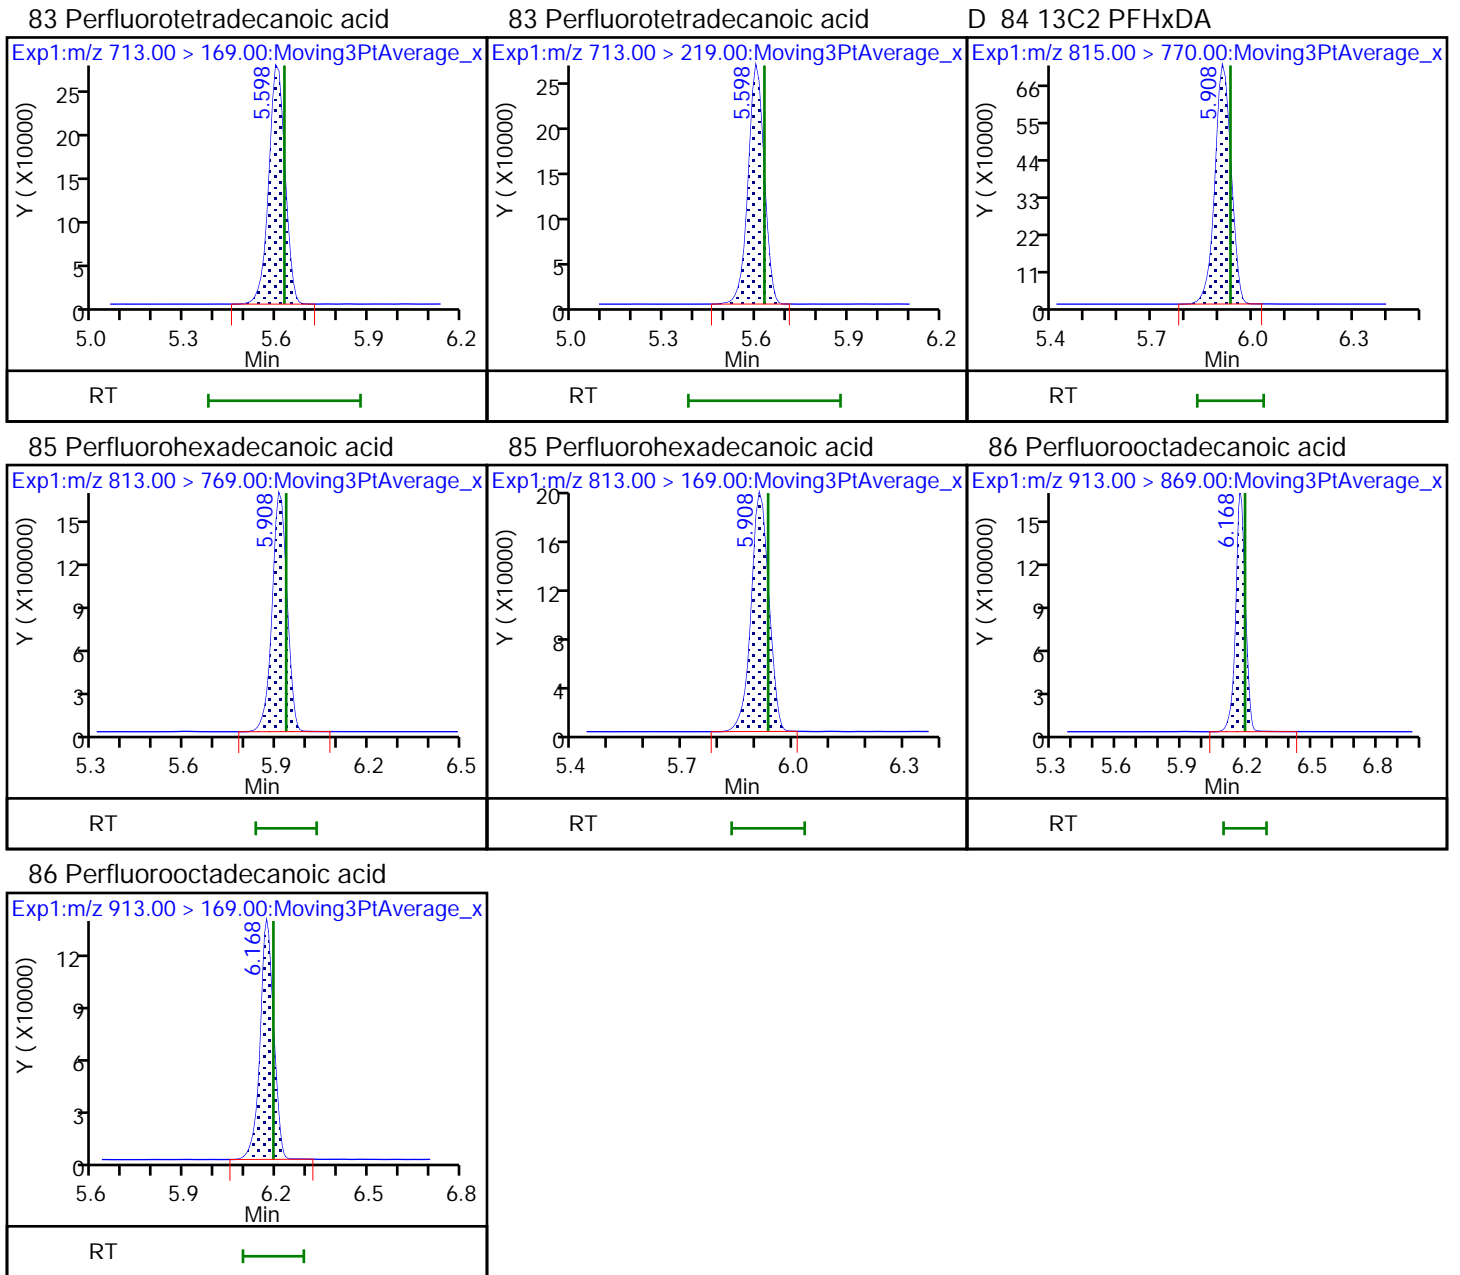 83 Perfluorotetradecanoic acid
Exp1:m/z 713.00 > 169.00:Moving3PtAverage_x
5.598
Y ( X10000)
25
20
15
10
5
0
5.0 5.3 5.6 5.9 6.2
Min
RT
83 Perfluorotetradecanoic acid
Exp1:m/z 713.00 > 219.00:Moving3PtAverage_x
5.598
Y ( X10000)
25
20
15
10
5
0
5.0 5.3 5.6 5.9 6.2
Min
RT
D 84 13C2 PFHxDA
Exp1:m/z 815.00 > 770.00:Moving3PtAverage_x
5.908
Y ( X10000)
66
55
44
33
22
11
0
5.4 5.7 6.0 6.3
Min
RT
85 Perfluorohexadecanoic acid
Exp1:m/z 813.00 > 769.00:Moving3PtAverage_x
5.908
Y ( X100000)
15
12
9
6
3
0
5.3 5.6 5.9 6.2 6.5
Min
RT
85 Perfluorohexadecanoic acid
Exp1:m/z 813.00 > 169.00:Moving3PtAverage_x
5.908
Y ( X10000)
20
16
12
8
4
0
5.4 5.7 6.0 6.3
Min
RT
86 Perfluorooctadecanoic acid
Exp1:m/z 913.00 > 869.00:Moving3PtAverage_x
6.168
Y ( X100000)
15
12
9
6
3
0
5.3 5.6 5.9 6.2 6.5 6.8
Min
RT
86 Perfluorooctadecanoic acid
Exp1:m/z 913.00 > 169.00:Moving3PtAverage_x
6.168
Y ( X10000)
12
9
6
3
0
5.6 5.9 6.2 6.5 6.8
Min
RT